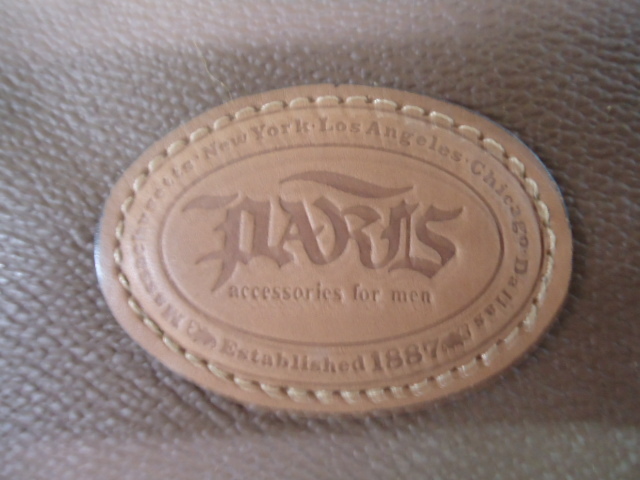 New York · Los Angeles · Chicago · Dallas
PARIS
accessories for men
Established 1887